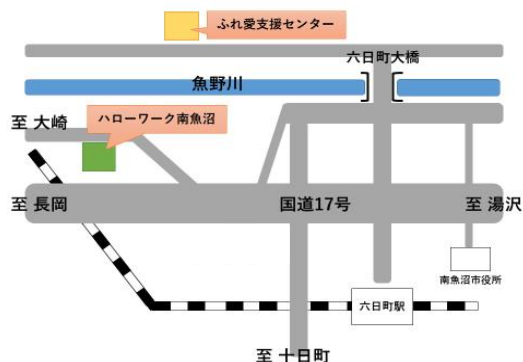 ふれ愛支援センター
六日町大橋
魚野川
至 大崎
ハローワーク南魚沼
至 長岡
国道17号
至 湯沢
南魚沼市役所
六日町駅
至 十日町